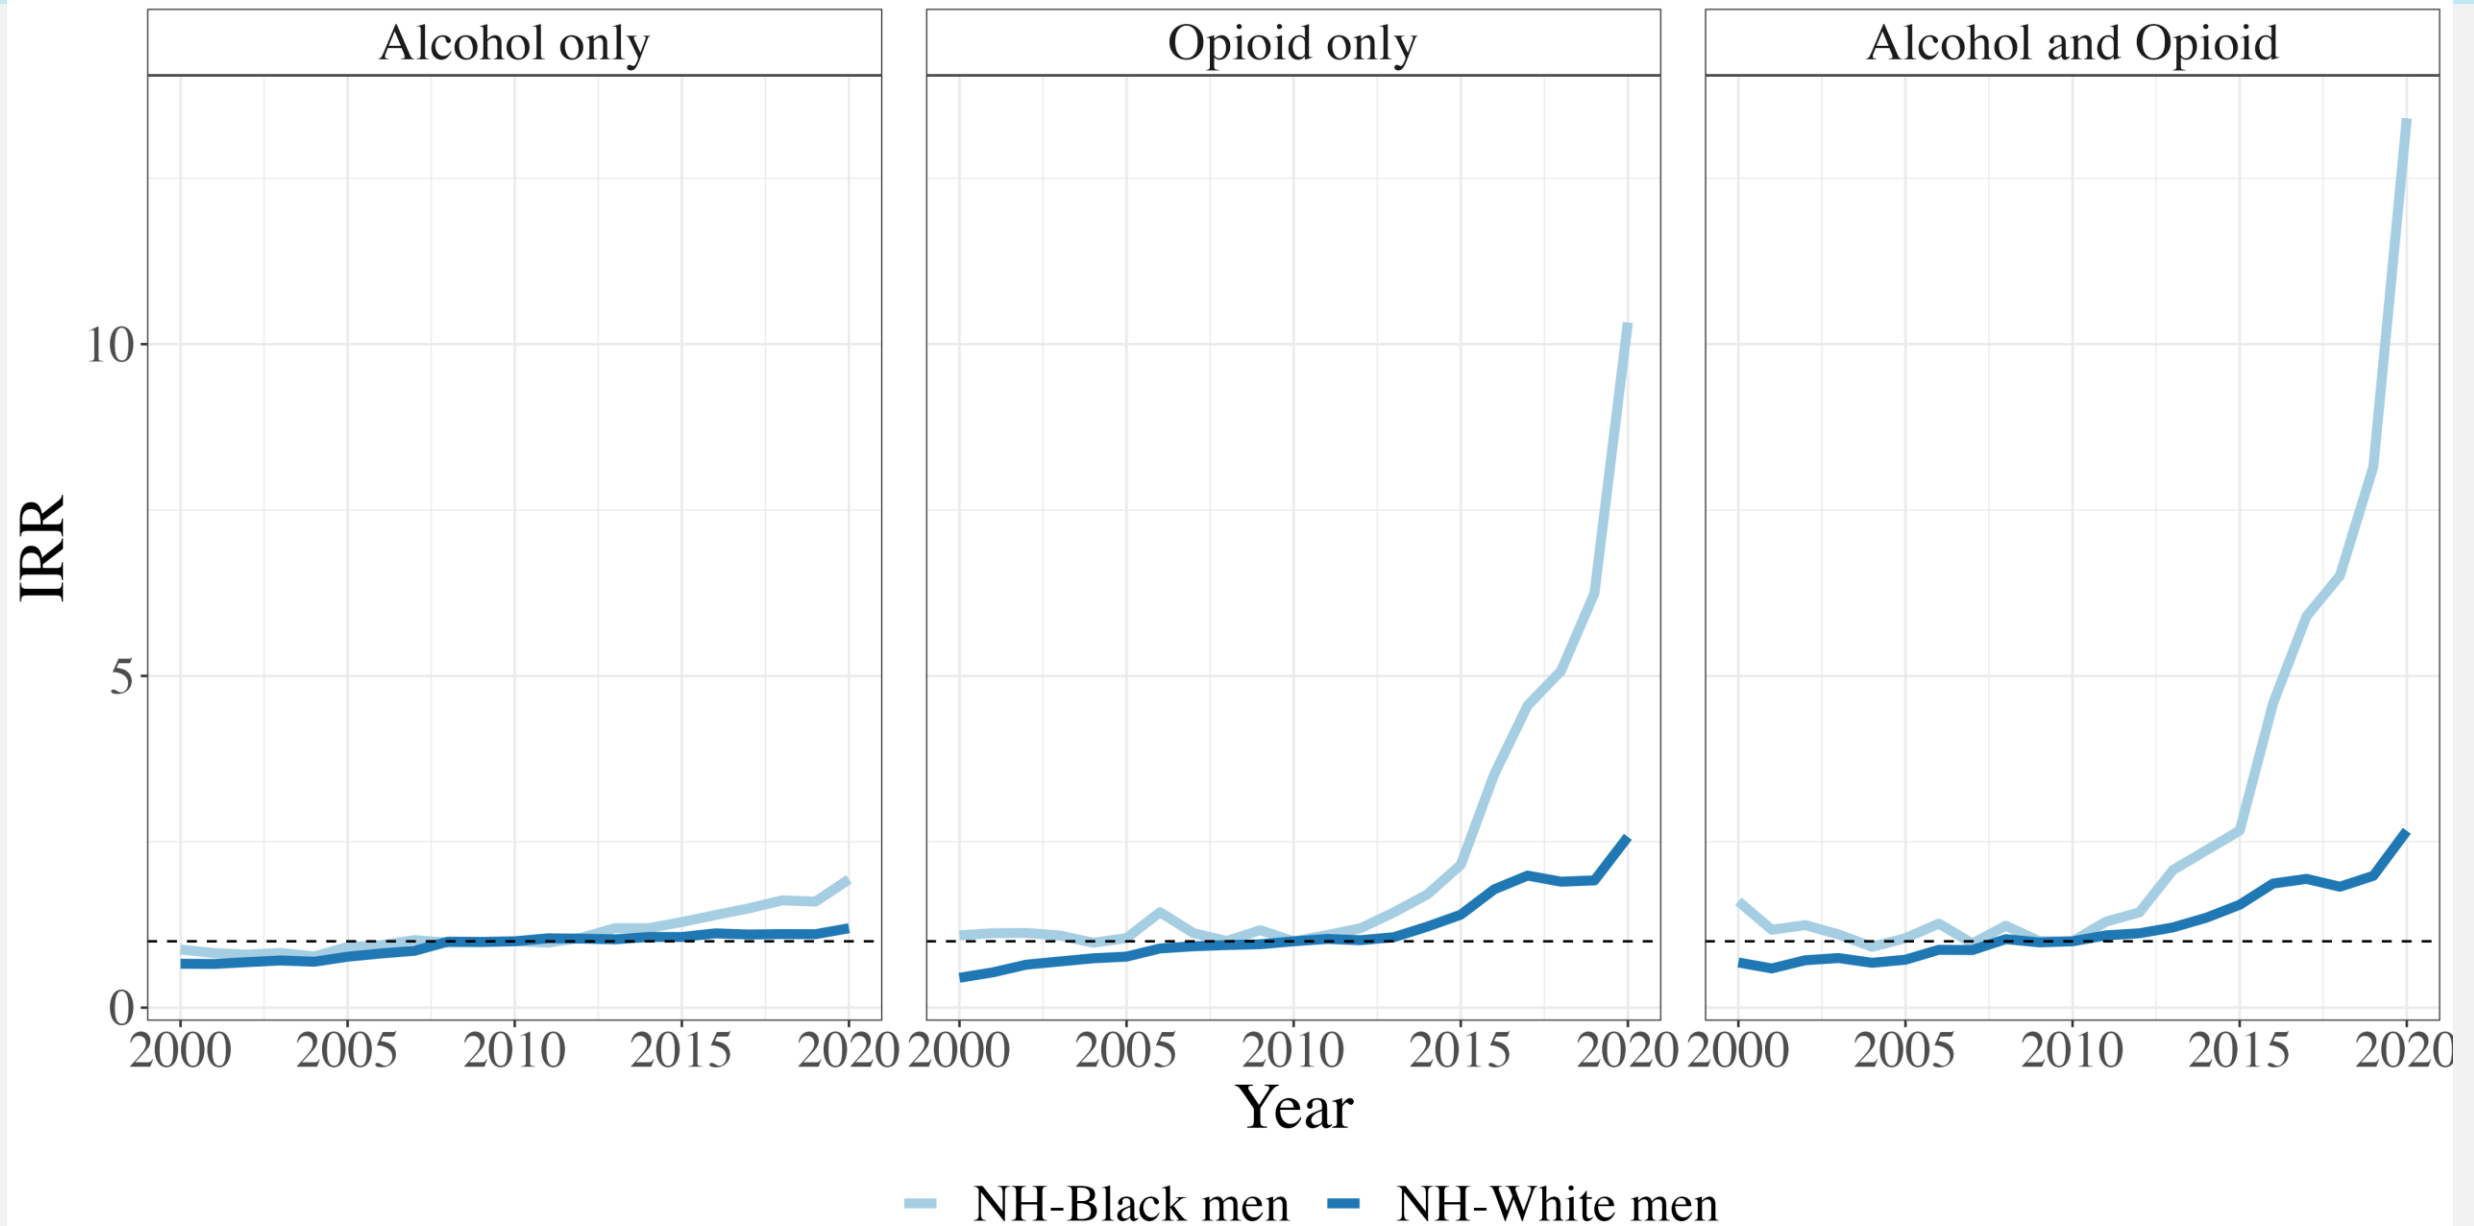 Alcohol only
Opioid only
Alcohol and Opioid
IRR
10
5
0
2000 2005 2010 2015 2020 2000 2005 2010 2015 2020 2000 2005 2010 2015 2020
Year
NH-Black men NH-White men